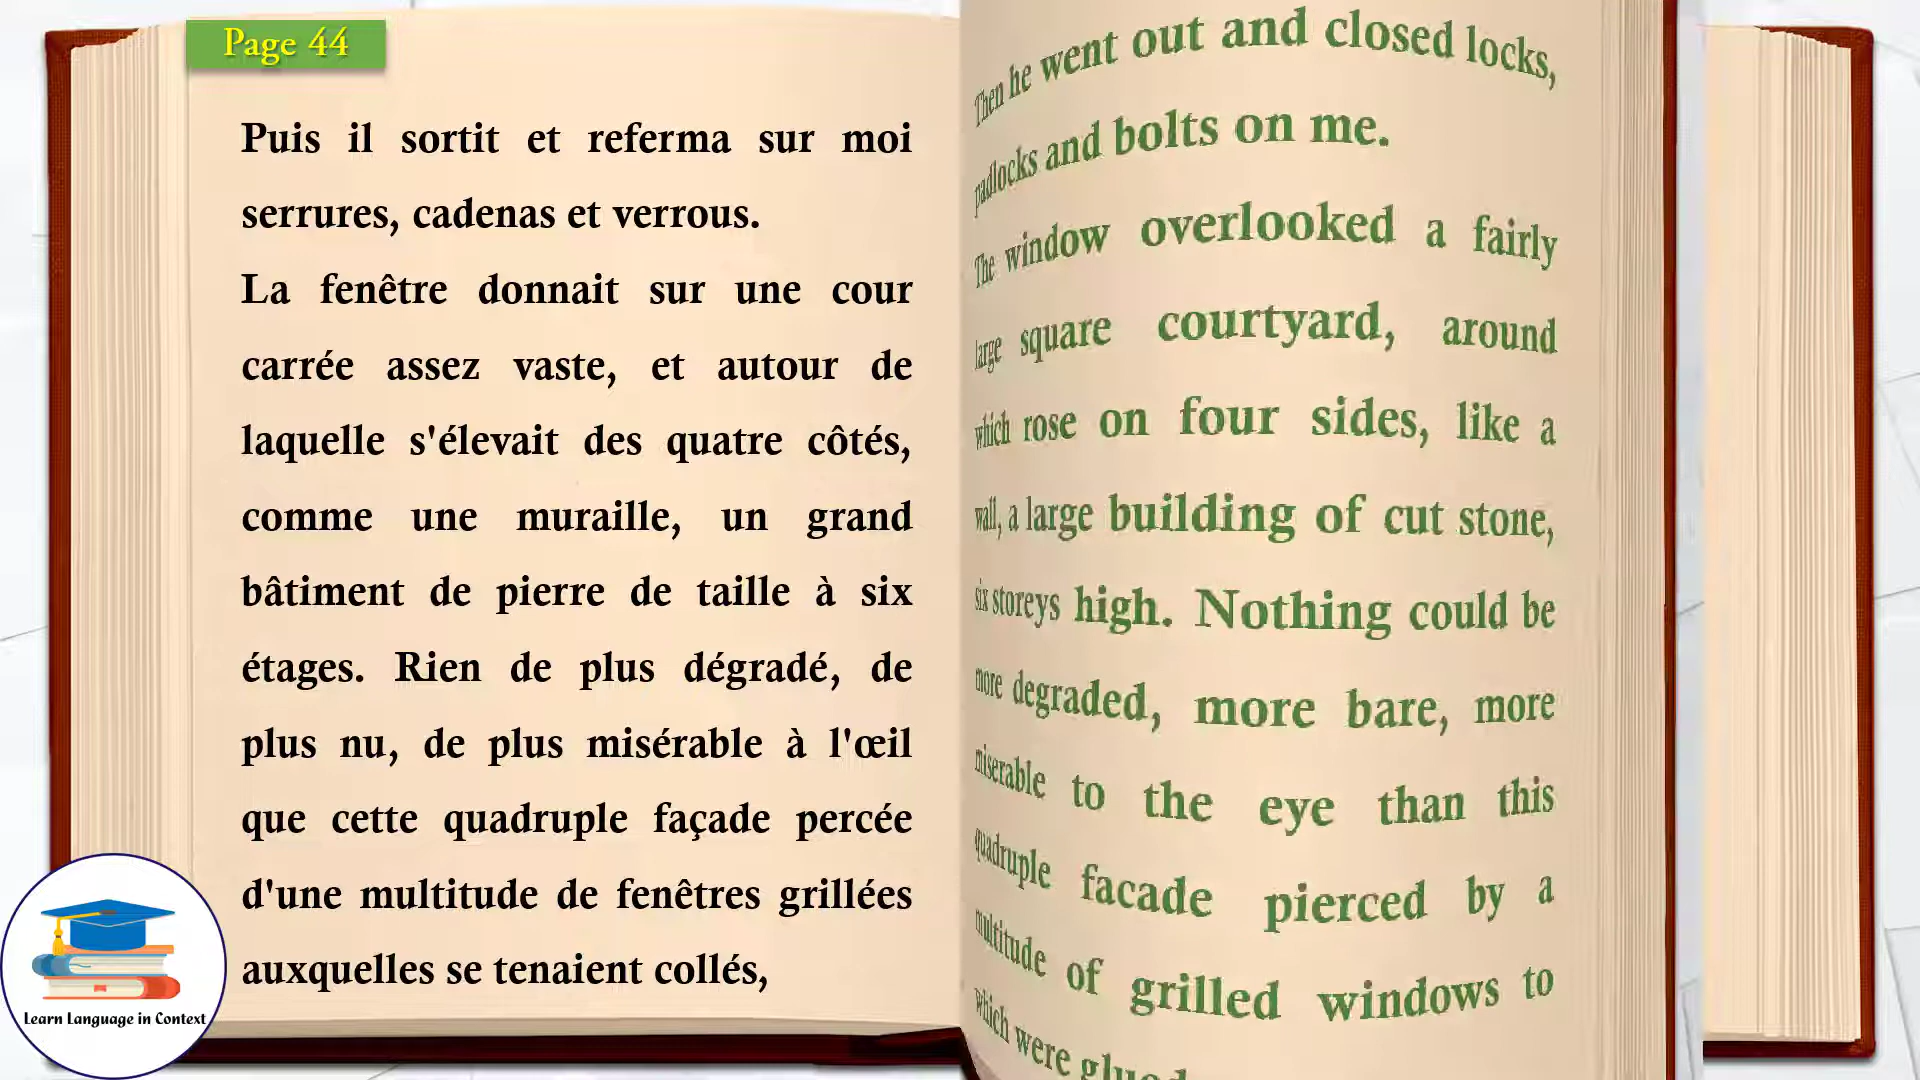 Page 44
Puis il sortit et referma sur moi
serrures, cadenas et verrous.
La fenêtre donnait sur une cour
carrée assez vaste, et autour de
laquelle s'élevait des quatre côtés,
comme une muraille, un grand
bâtiment de pierre de taille à six
étages. Rien de plus dégradé, de
plus nu, de plus misérable à l'œil
que cette quadruple façade percée
d'une multitude de fenêtres grillées
auxquelles se tenaient collés,
Then he went out and closed locks,
padlocks and bolts on me.
The window overlooked a fairly
large square courtyard, around
which rose on four sides, like a
wall, a large building of cut stone,
six storeys high. Nothing could be
more degraded, more bare, more
miserable to the eye than this
quadruple facade pierced by a
multitude of grilled windows to
which were glued
Learn Language in Context